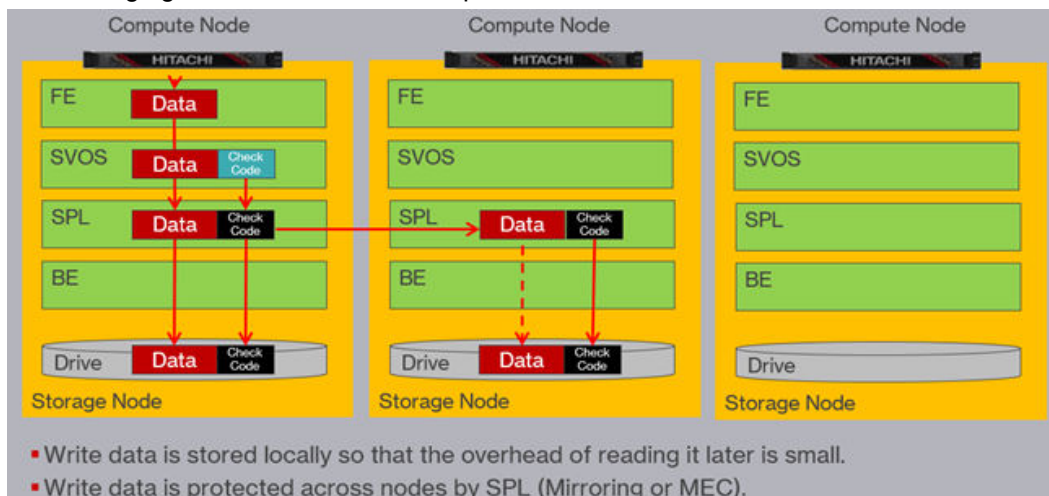 Compute Node
Compute Node
Compute Node
HITACHI
HITACHI
HITACHI
FE
Data
FE
FE
SVOS
Data
Check
Code
SVOS
SVOS
SPL
Data
Check
Code
SPL
Data
Check
Code
SPL
BE
BE
BE
Drive
Data
Check
Code
Drive
Data
Check
Code
Drive
Storage Node
Storage Node
Storage Node
▪ Write data is stored locally so that the overhead of reading it later is small.
▪ Write data is protected across nodes by SPL (Mirroring or MEC).